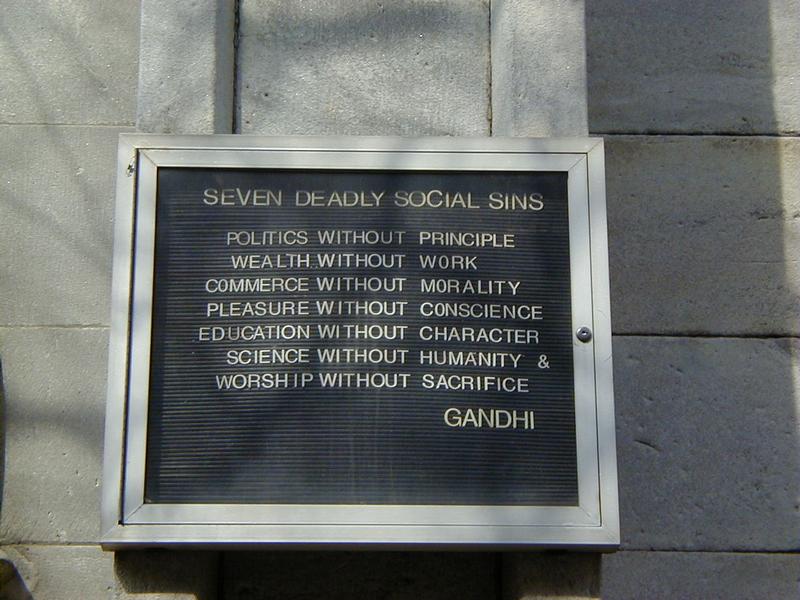 SEVEN DEADLY SOCIAL SINS
POLITICS WITHOUT PRINCIPLE
WEALTH WITHOUT WORK
COMMERCE WITHOUT MORALITY
PLEASURE WITHOUT CONSCIENCE
EDUCATION WITHOUT CHARACTER
SCIENCE WITHOUT HUMANITY &
WORSHIP WITHOUT SACRIFICE
GANDHI